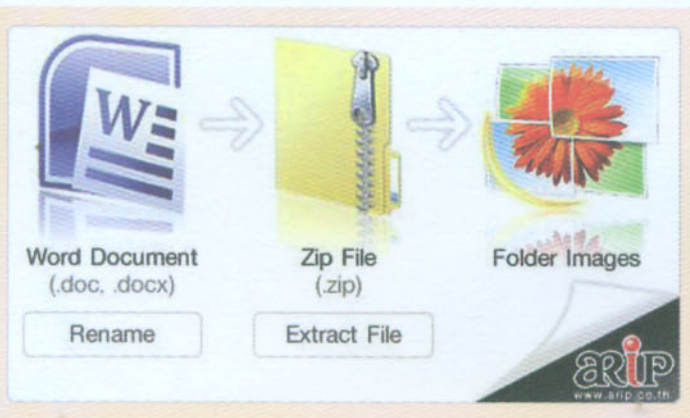 W
Word Document
(.doc, .docx)
Rename
Zip File
(.zip)
Extract File
Folder Images
ARiP
www.arip.co.th